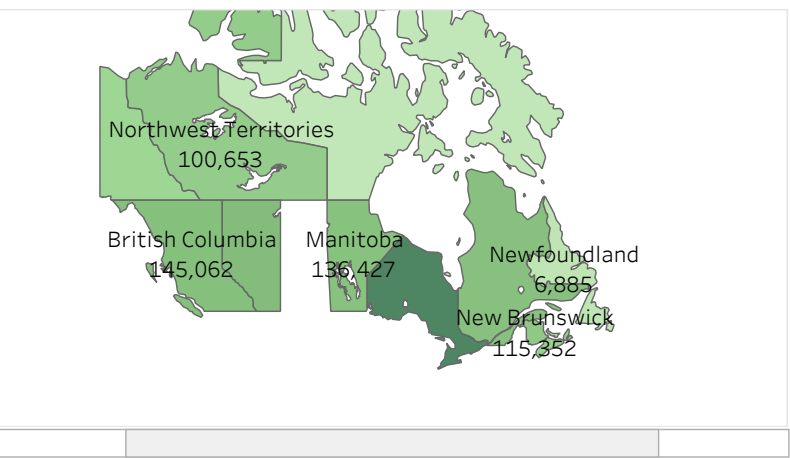 Northwest Territories
100,653
British Columbia
145,062
Manitoba
136,427
Newfoundland
6,885
New Brunswick
115,352